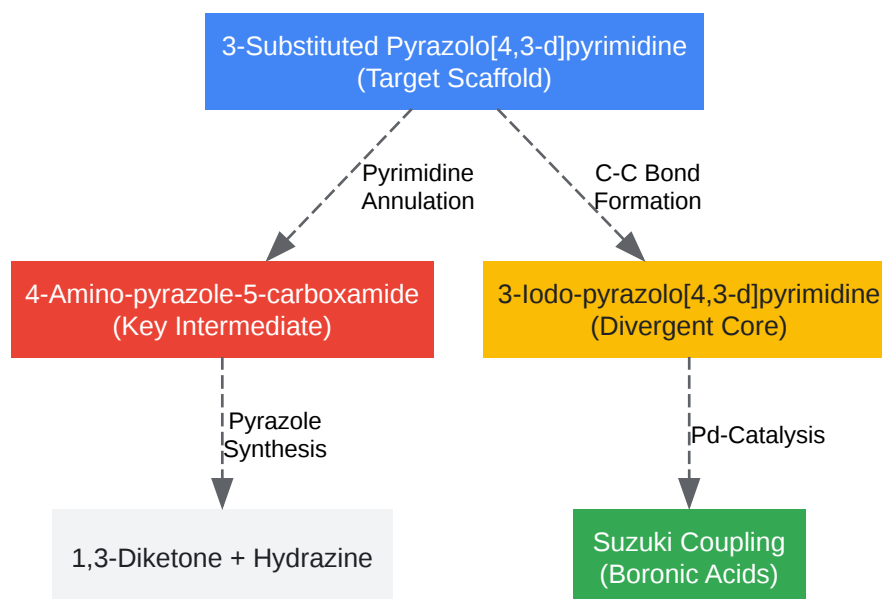 3-Substituted Pyrazolo[4,3-d]pyrimidine
(Target Scaffold)
Pyrimidine
Annulation
C-C Bond
Formation
4-Amino-pyrazole-5-carboxamide
(Key Intermediate)
3-Iodo-pyrazolo[4,3-d]pyrimidine
(Divergent Core)
Pyrazole
Synthesis
Pd-Catalysis
1,3-Diketone + Hydrazine
Suzuki Coupling
(Boronic Acids)